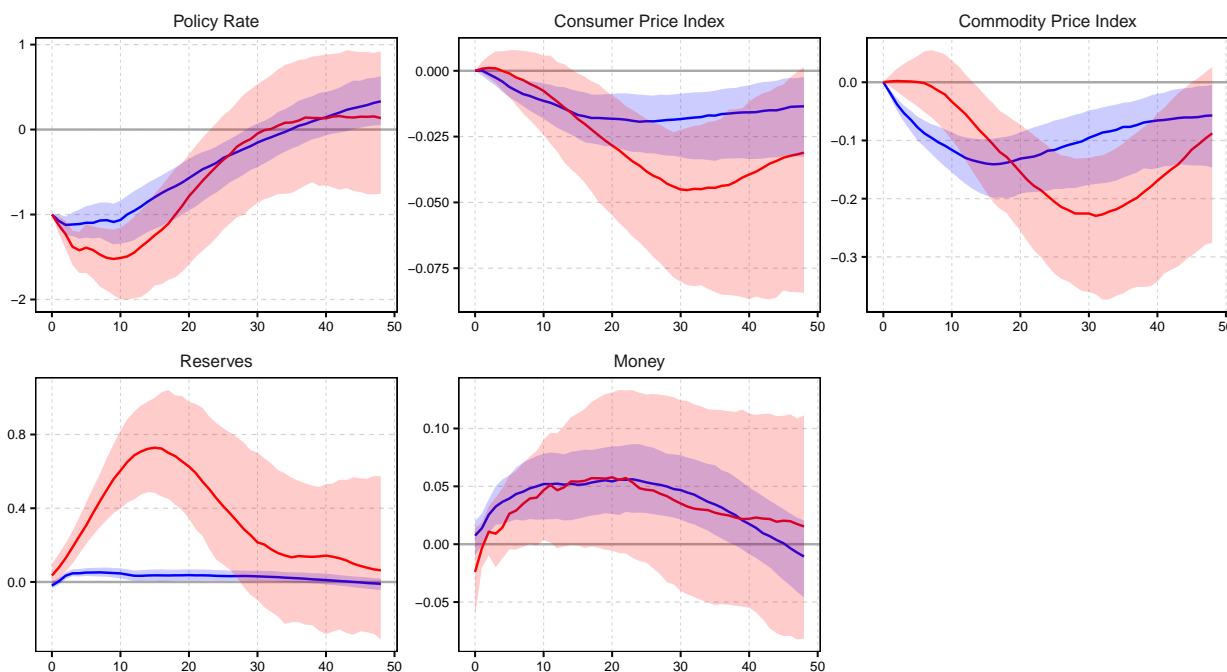 Policy Rate
1
0
−1
−2
0 10 20 30 40 50
Consumer Price Index
0.000
−0.025
−0.050
−0.075
0 10 20 30 40 50
Commodity Price Index
0.0
−0.1
−0.2
−0.3
0 10 20 30 40 50
Reserves
0.8
0.4
0.0
0 10 20 30 40 50
Money
0.10
0.05
0.00
−0.05
0 10 20 30 40 50